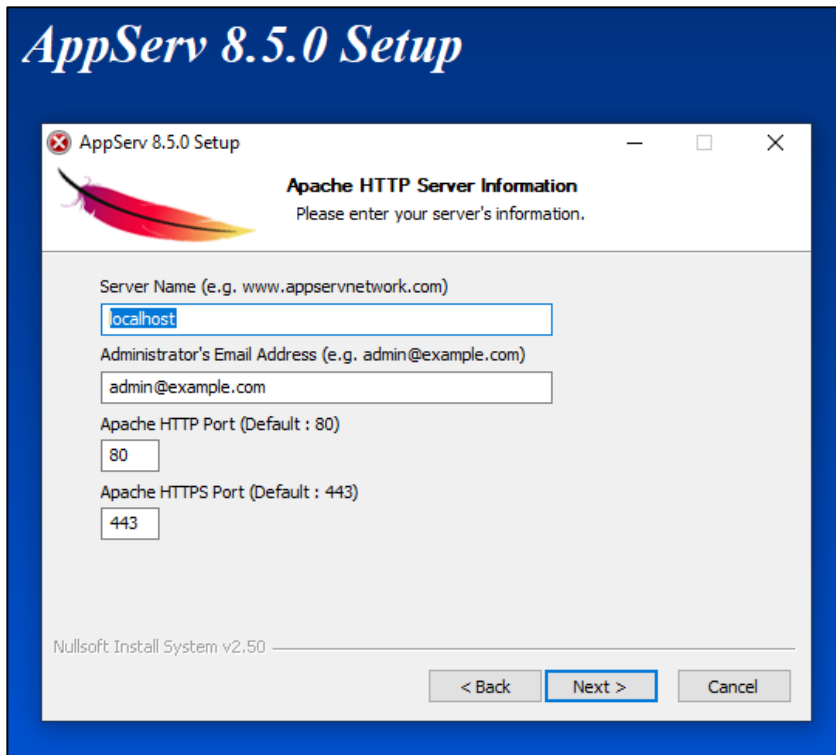 AppServ 8.5.0 Setup
AppServ 8.5.0 Setup
Apache HTTP Server Information
Please enter your server's information.
Server Name (e.g. www.appservnetwork.com)
localhost
Administrator's Email Address (e.g. admin@example.com)
admin@example.com
Apache HTTP Port (Default : 80)
80
Apache HTTPS Port (Default : 443)
443
Nullsoft Install System v2.50
< Back Next > Cancel